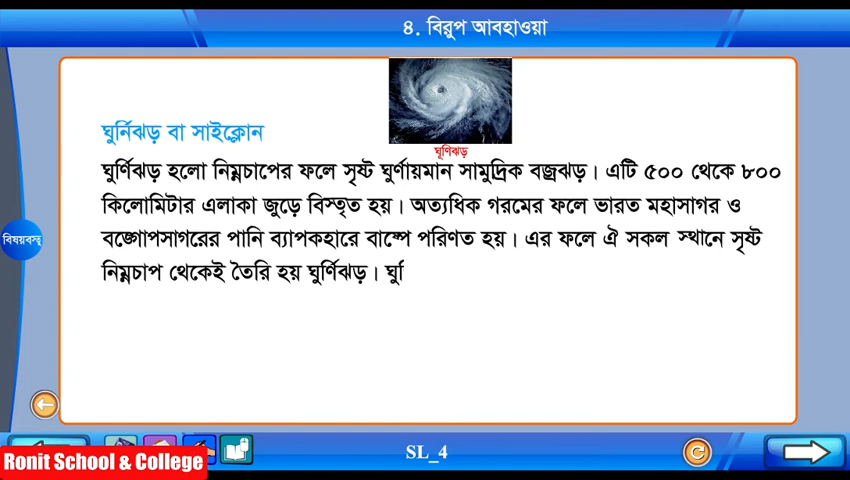 ৪. বিরূপ আবহাওয়া
ঘূর্ণিঝড়
ঘুর্নিঝড় বা সাইক্লোন
ঘুর্ণিঝড় হলো নিম্নচাপের ফলে সৃষ্ট ঘুর্ণায়মান সামুদ্রিক বজ্রঝড়। এটি ৫০০ থেকে ৮০০
কিলোমিটার এলাকা জুড়ে বিস্তৃত হয়। অত্যধিক গরমের ফলে ভারত মহাসাগর ও
বঙ্গোপসাগরের পানি ব্যাপকহারে বাষ্পে পরিণত হয়। এর ফলে ঐ সকল স্থানে সৃষ্ট
নিম্নচাপ থেকেই তৈরি হয় ঘুর্ণিঝড়। ঘুর্ণি
বিষয়বস্তু
SL_4
Ronit School & College